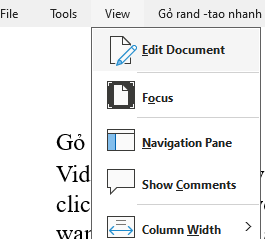 File Tools View Gỏ rand -tao nhanh
Edit Document
Focus
Gỏ
Navigation Pane
Vid
Show Comments
clic
Column Width
wan